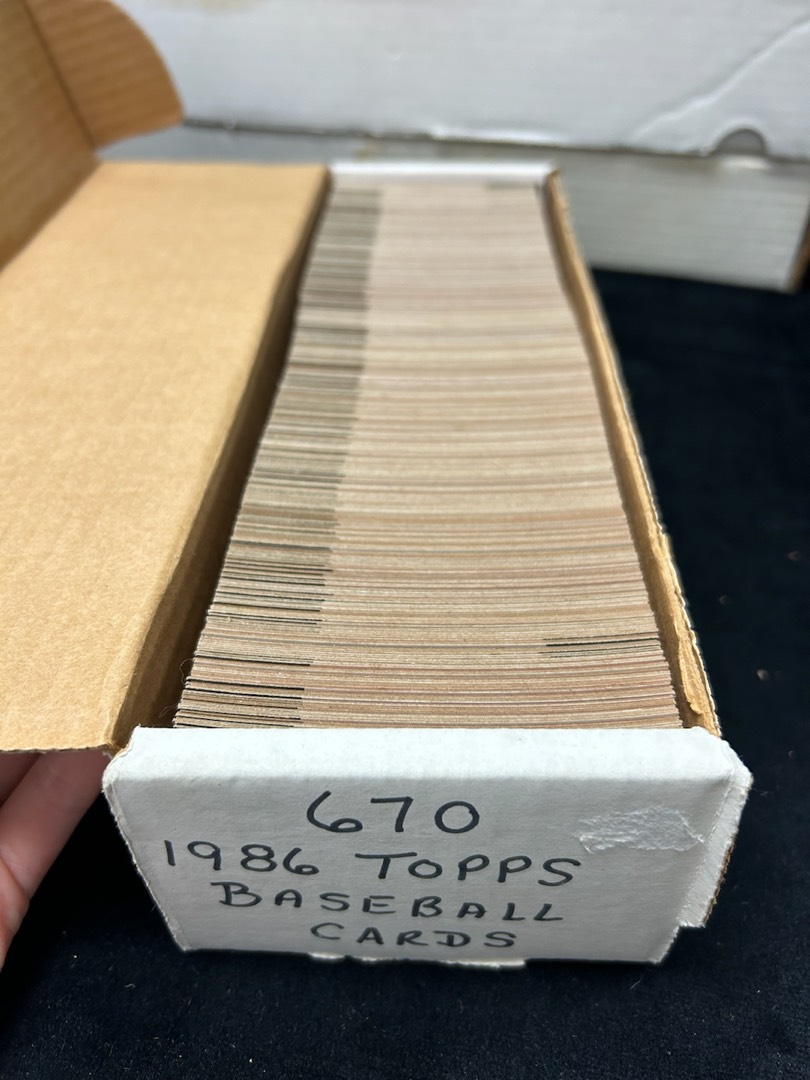 670
1986 TOPPS
BASEBALL
CARDS